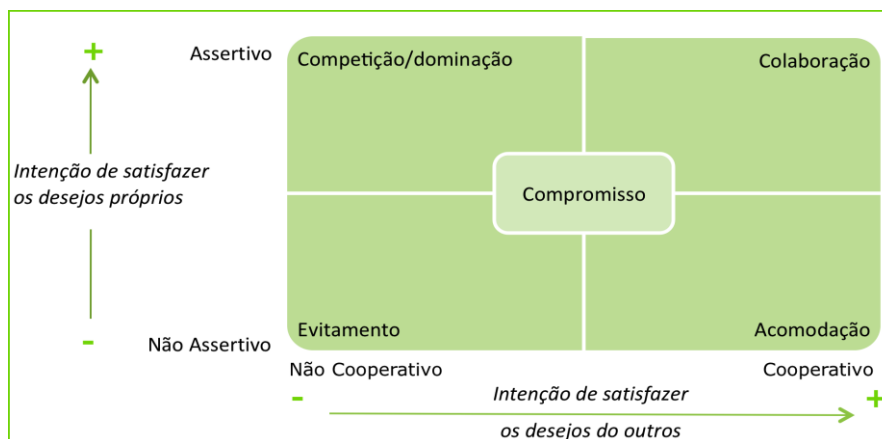 +
Assertivo
Competição/dominação
Colaboração
Intenção de satisfazer
os desejos próprios
Compromisso
-
Não Assertivo
Evitamento
Acomodação
Não Cooperativo
Cooperativo
-
Intenção de satisfazer
+
os desejos do outros